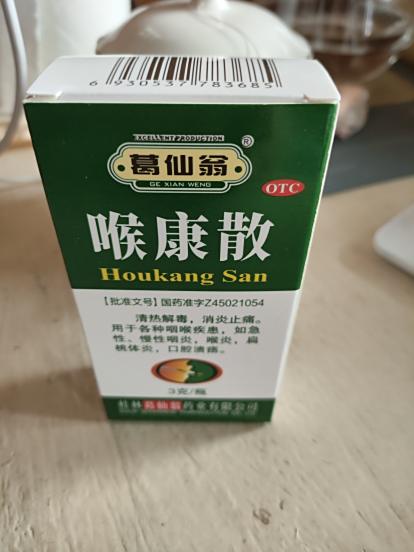 6 930537 783685
EXCELLENT PRODUCTION
葛仙翁®
GE XIAN WENG
OTC
喉康散
Houkang San
【批准文号】国药准字Z45021054
清热解毒，消炎止痛。
用于各种咽喉疾患，如急
性、慢性咽炎，喉炎，扁
桃体炎，口腔溃疡。
3克/瓶
桂林葛仙翁药业有限公司